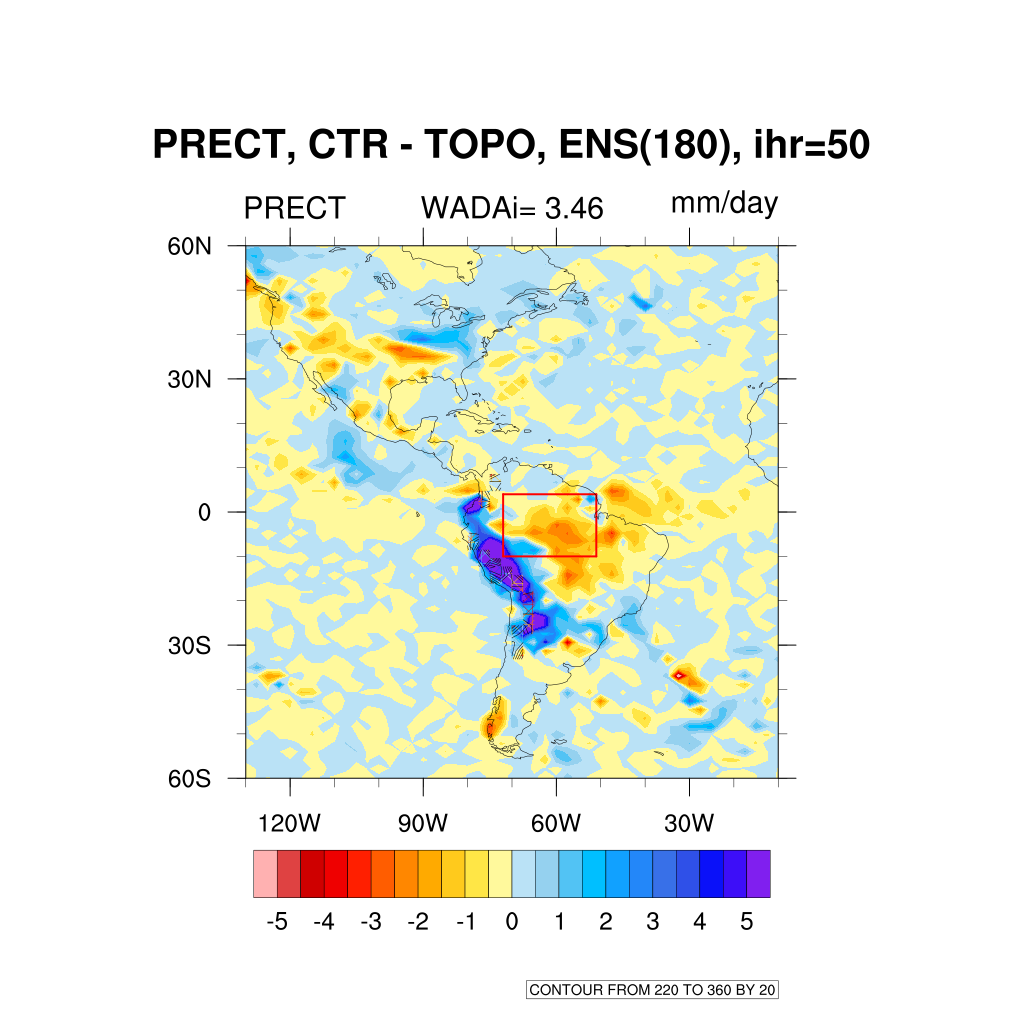 PRECT, CTR - TOPO, ENS(180), ihr=50
PRECT WADAi= 3.46 mm/day
60N
30N
0
30S
60S
120W 90W 60W 30W
-5 -4 -3 -2 -1 0 1 2 3 4 5
CONTOUR FROM 220 TO 360 BY 20